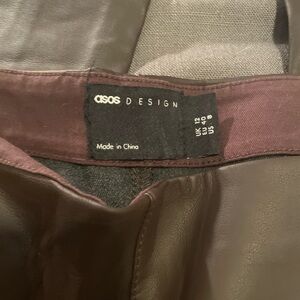 asos DESIGN
Made in China
UK 12
EU 40
US 8